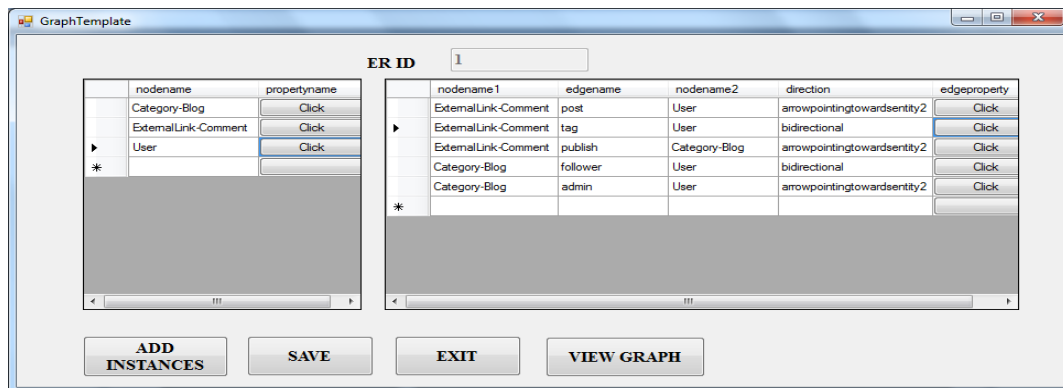 GraphTemplate
ER ID 1
nodename propertyname
Category-Blog Click
ExternalLink-Comment Click
User Click
nodename1 edgename nodename2 direction edgeproperty
ExternalLink-Comment post User arrowpointingtowardsentity2 Click
ExternalLink-Comment tag User bidirectional Click
ExternalLink-Comment publish Category-Blog arrowpointingtowardsentity2 Click
Category-Blog follower User bidirectional Click
Category-Blog admin User arrowpointingtowardsentity2 Click
ADD
INSTANCES
SAVE
EXIT
VIEW GRAPH